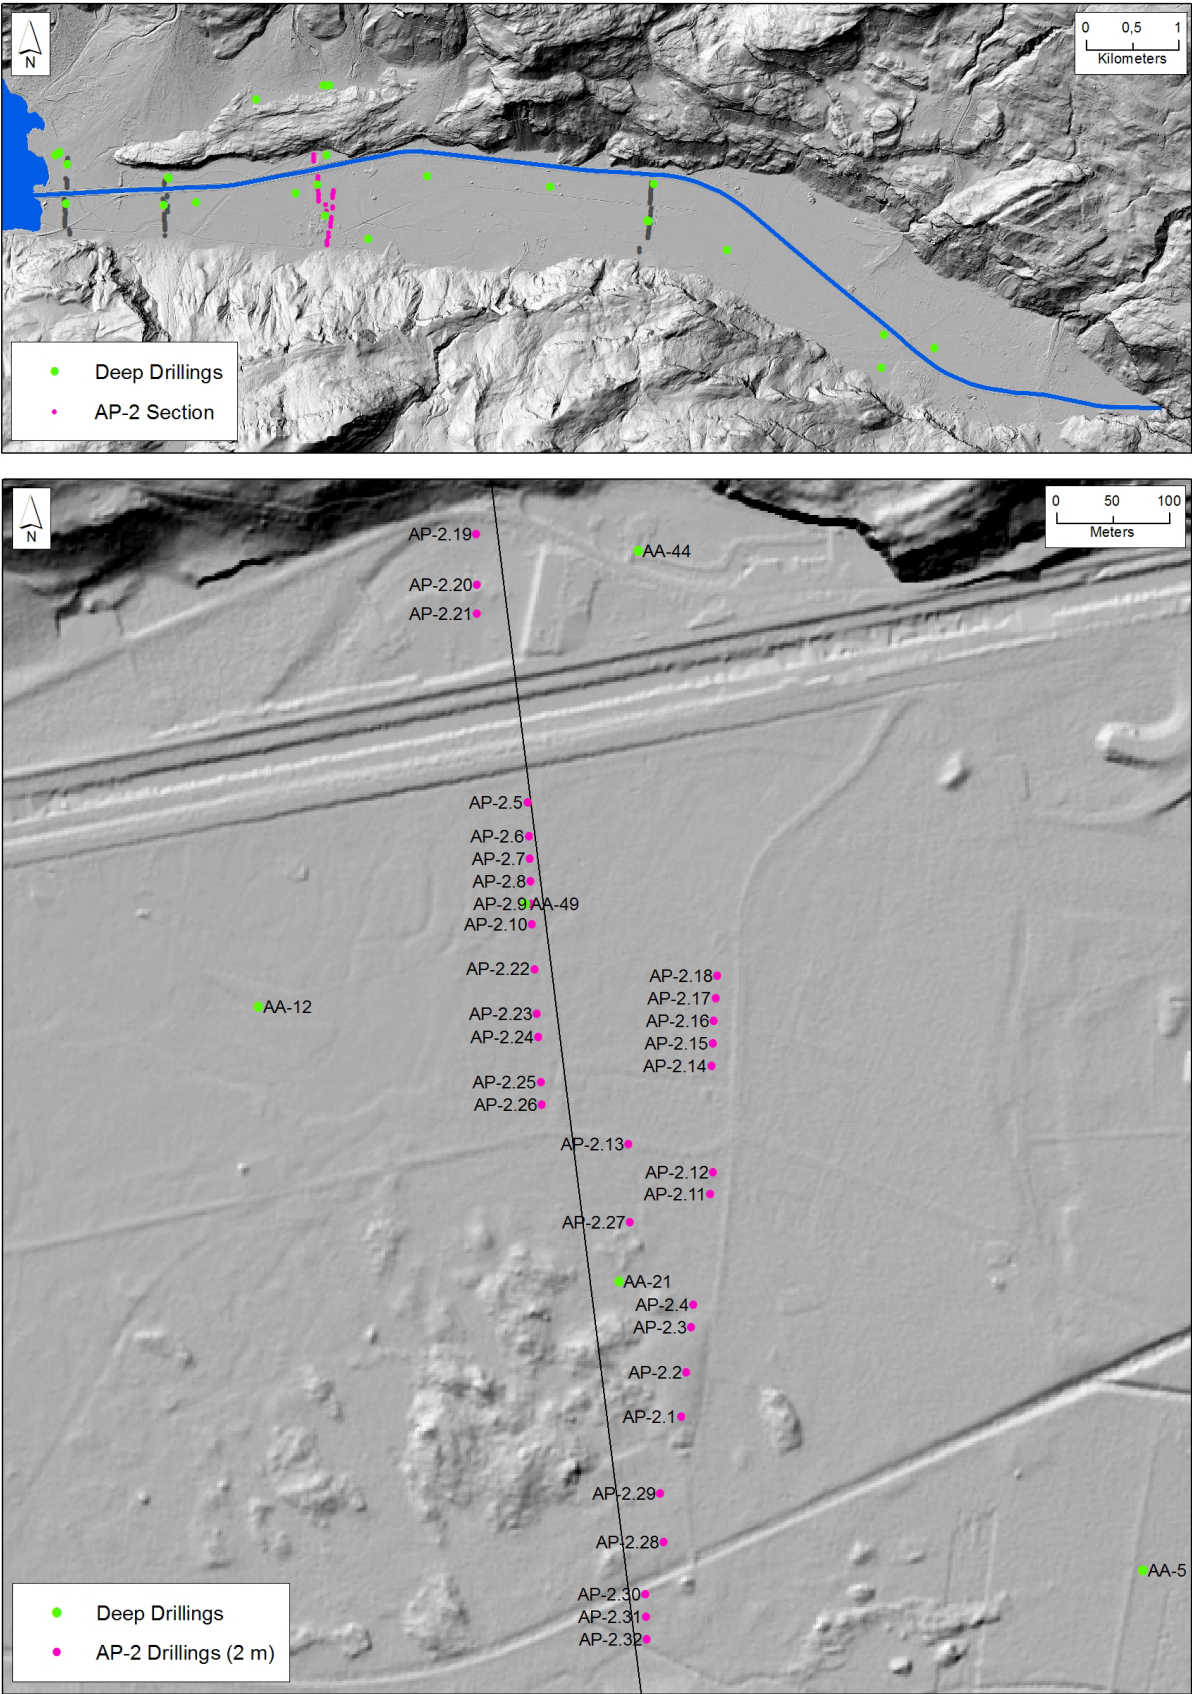 N
0 0,5 1
Kilometers
Deep Drillings
AP-2 Section
N
0 50 100
Meters
AP-2.19
AA-44
AP-2.20
AP-2.21
AP-2.5
AP-2.6
AP-2.7
AP-2.8
AP-2.9 AA-49
AP-2.10
AP-2.22
AP-2.18
AP-2.17
AA-12
AP-2.23
AP-2.16
AP-2.24
AP-2.15
AP-2.14
AP-2.25
AP-2.26
AP-2.13
AP-2.12
AP-2.11
AP-2.27
AA-21
AP-2.4
AP-2.3
AP-2.2
AP-2.1
AP-2.29
AP-2.28
AA-5
AP-2.30
AP-2.31
AP-2.32
Deep Drillings
AP-2 Drillings (2 m)